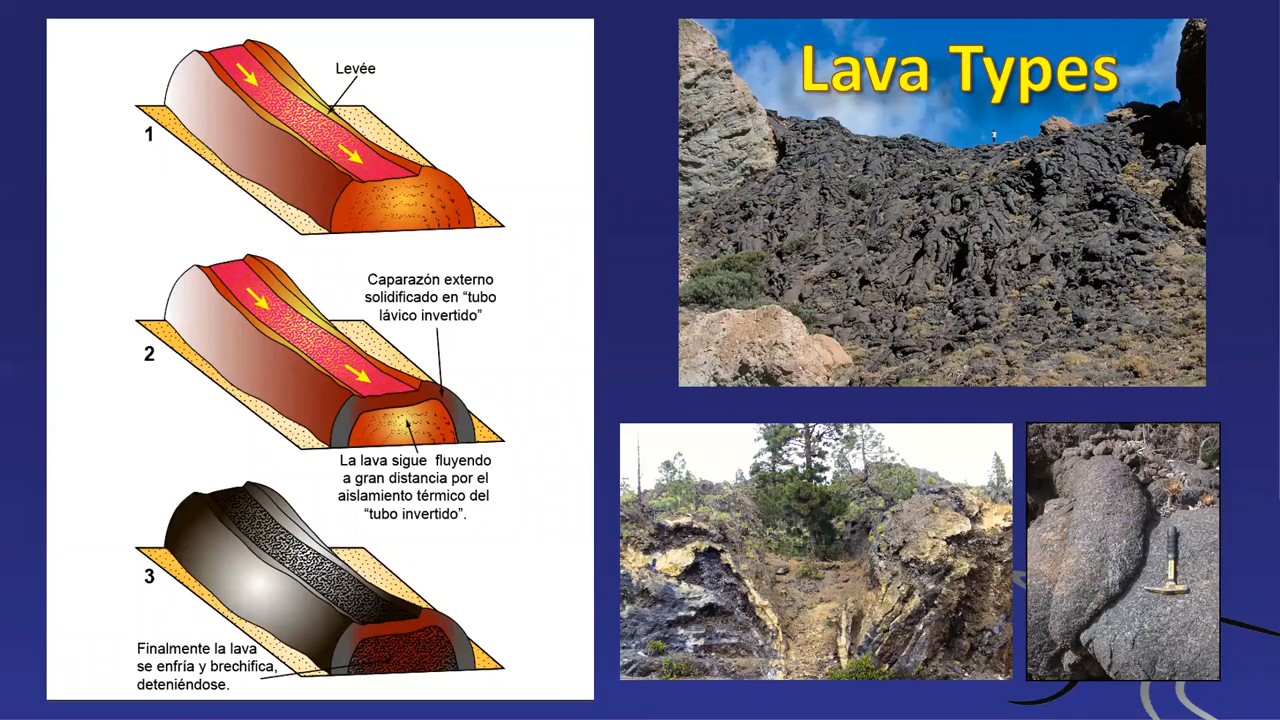 Lava Types
Levée
1
Caparazón externo
solidificado en “tubo
lávico invertido”
2
La lava sigue fluyendo
a gran distancia por el
aislamiento térmico del
“tubo invertido”.
3
Finalmente la lava
se enfría y brechifica,
deteniéndose.